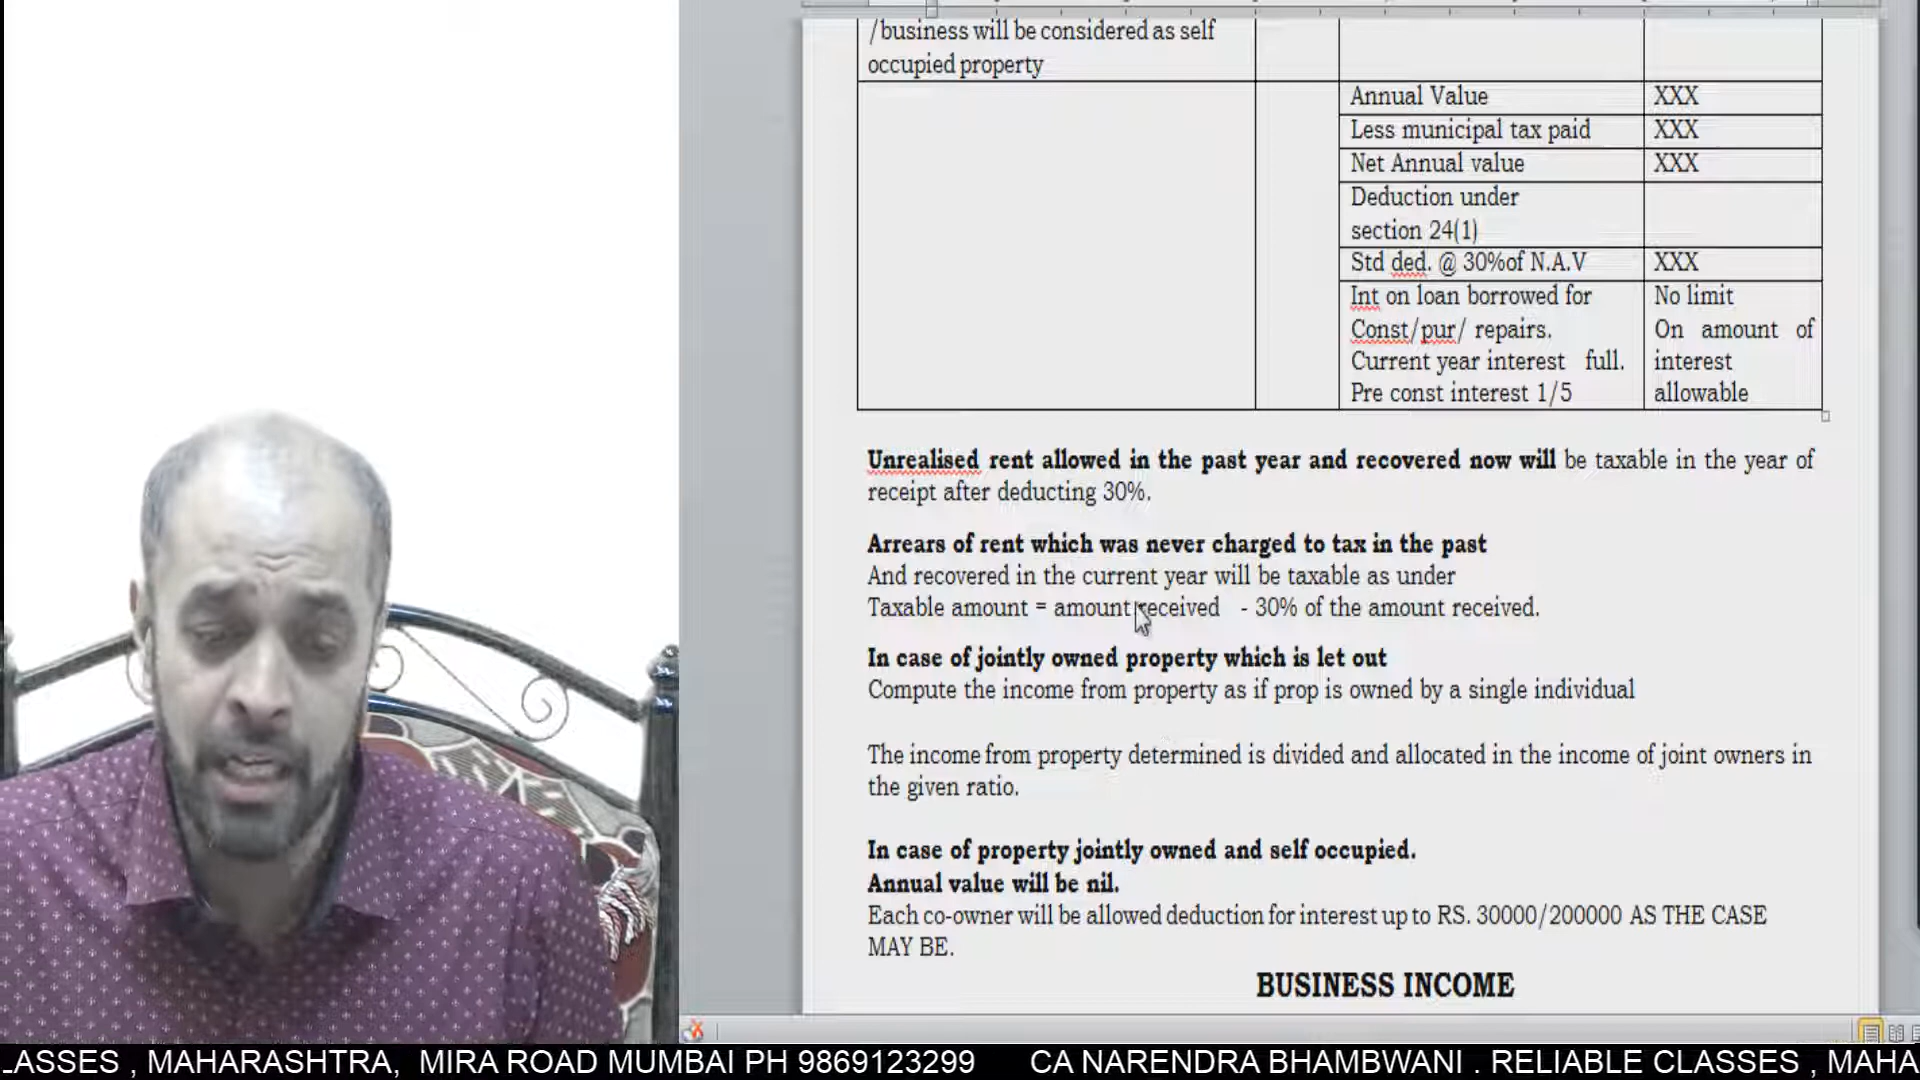 /business will be considered as self
occupied property
Annual Value XXX
Less municipal tax paid XXX
Net Annual value XXX
Deduction under
section 24(1)
Std ded. @ 30%of N.A.V XXX
Int on loan borrowed for No limit
Const/pur/ repairs. On amount of
Current year interest full. interest
Pre const interest 1/5 allowable
Unrealised rent allowed in the past year and recovered now will be taxable in the year of
receipt after deducting 30%.
Arrears of rent which was never charged to tax in the past
And recovered in the current year will be taxable as under
Taxable amount = amount received - 30% of the amount received.
In case of jointly owned property which is let out
Compute the income from property as if prop is owned by a single individual
The income from property determined is divided and allocated in the income of joint owners in
the given ratio.
In case of property jointly owned and self occupied.
Annual value will be nil.
Each co-owner will be allowed deduction for interest up to RS. 30000/200000 AS THE CASE
MAY BE.
BUSINESS INCOME
LASSES , MAHARASHTRA, MIRA ROAD MUMBAI PH 9869123299 CA NARENDRA BHAMBWANI . RELIABLE CLASSES , MAHA